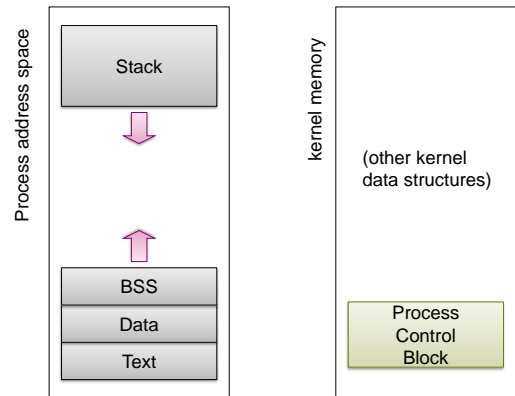 Process address space
Stack
BSS
Data
Text
kernel memory
(other kernel
data structures)
Process
Control
Block